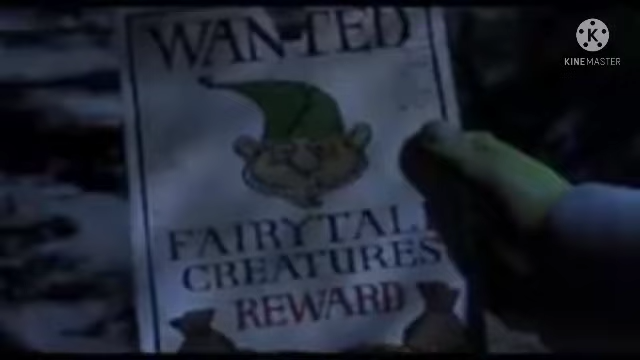 WANTED
KINEMASTER
FAIRYTAL
CREATURES
REWARD